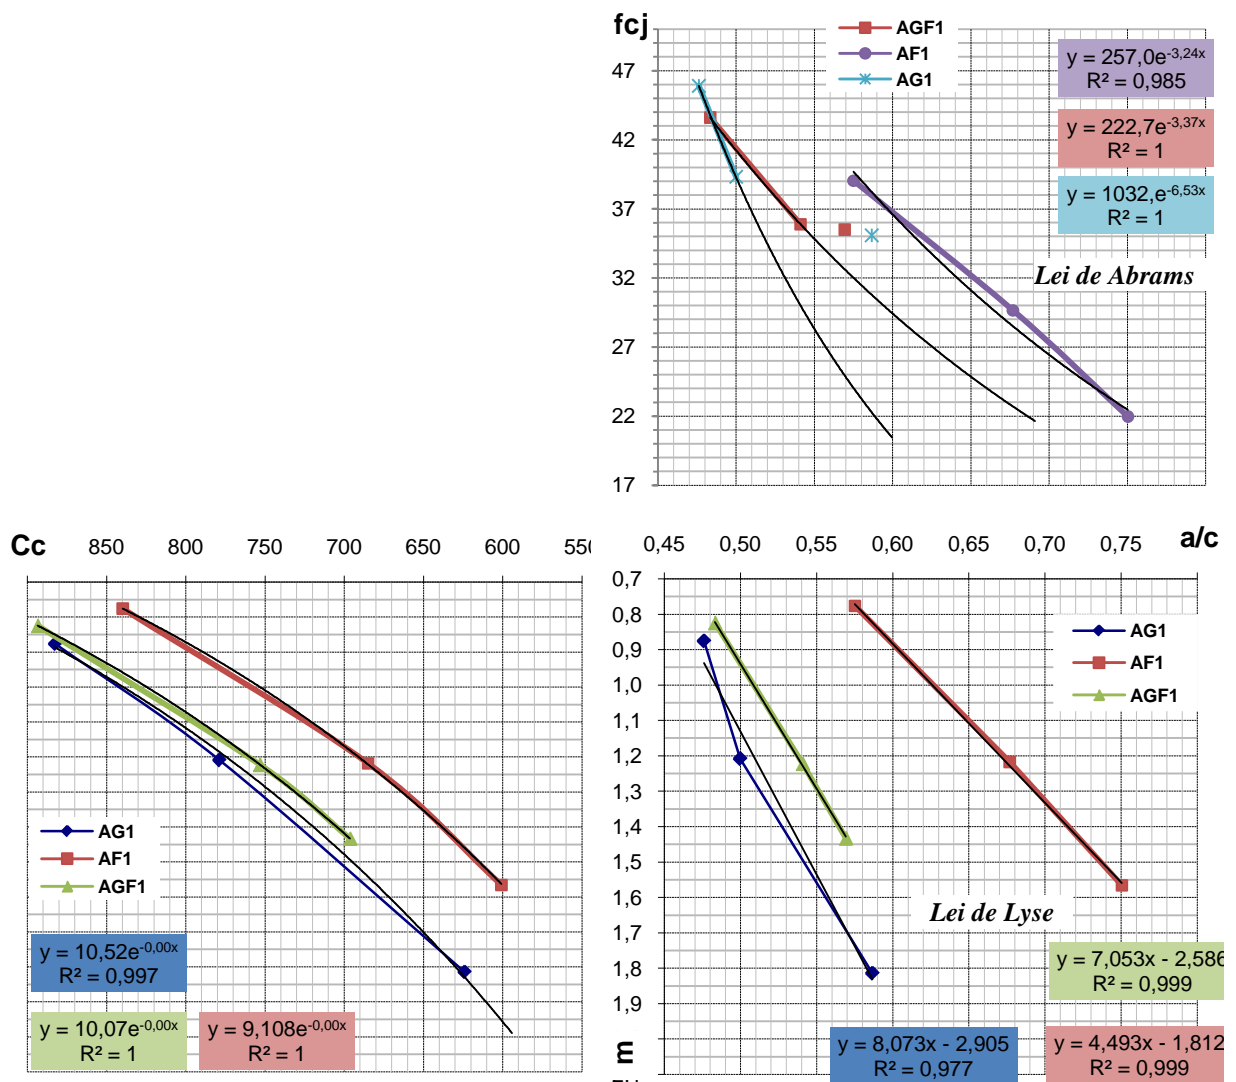 fcj
AGF1
AF1
AG1
y = 257,0e-3,24x
R² = 0,985
y = 222,7e-3,37x
R² = 1
y = 1032,e-6,53x
R² = 1
Lei de Abrams
47
42
37
32
27
22
17
Cc
850 800 750 700 650 600
AG1
AF1
AGF1
y = 10,52e-0,00x
R² = 0,997
y = 10,07e-0,00x
R² = 1
y = 9,108e-0,00x
R² = 1
0,45 0,50 0,55 0,60 0,65 0,70 0,75 a/c
0,7
0,8
0,9
1,0
1,1
1,2
1,3
1,4
1,5
1,6
1,7
1,8
1,9
m
AG1
AF1
AGF1
Lei de Lyse
y = 7,053x - 2,586
R² = 0,999
y = 8,073x - 2,905
R² = 0,977
y = 4,493x - 1,812
R² = 0,999